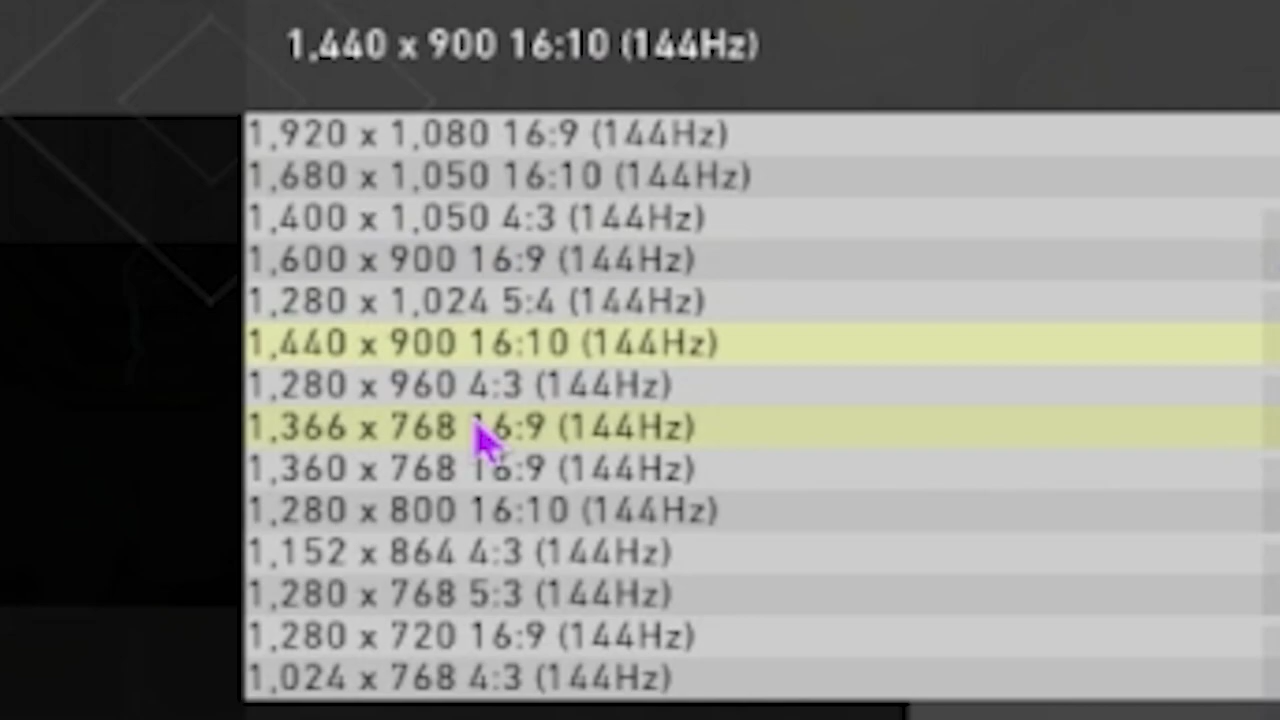 1,440 x 900 16:10 (144Hz)
1,920 x 1,080 16:9 (144Hz)
1,680 x 1,050 16:10 (144Hz)
1,400 x 1,050 4:3 (144Hz)
1,600 x 900 16:9 (144Hz)
1,280 x 1,024 5:4 (144Hz)
1,440 x 900 16:10 (144Hz)
1,280 x 960 4:3 (144Hz)
1,366 x 768 16:9 (144Hz)
1,360 x 768 16:9 (144Hz)
1,280 x 800 16:10 (144Hz)
1,152 x 864 4:3 (144Hz)
1,280 x 768 5:3 (144Hz)
1,280 x 720 16:9 (144Hz)
1,024 x 768 4:3 (144Hz)